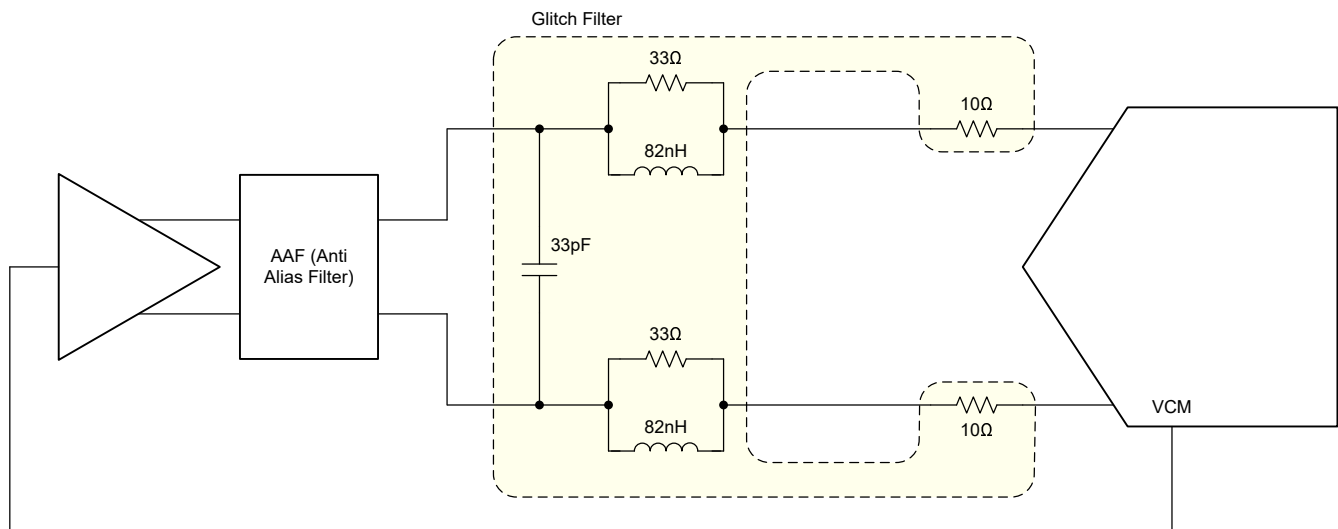 Glitch Filter
33Ω
10Ω
82nH
AAF (Anti
Alias Filter)
33pF
33Ω
82nH
10Ω
VCM